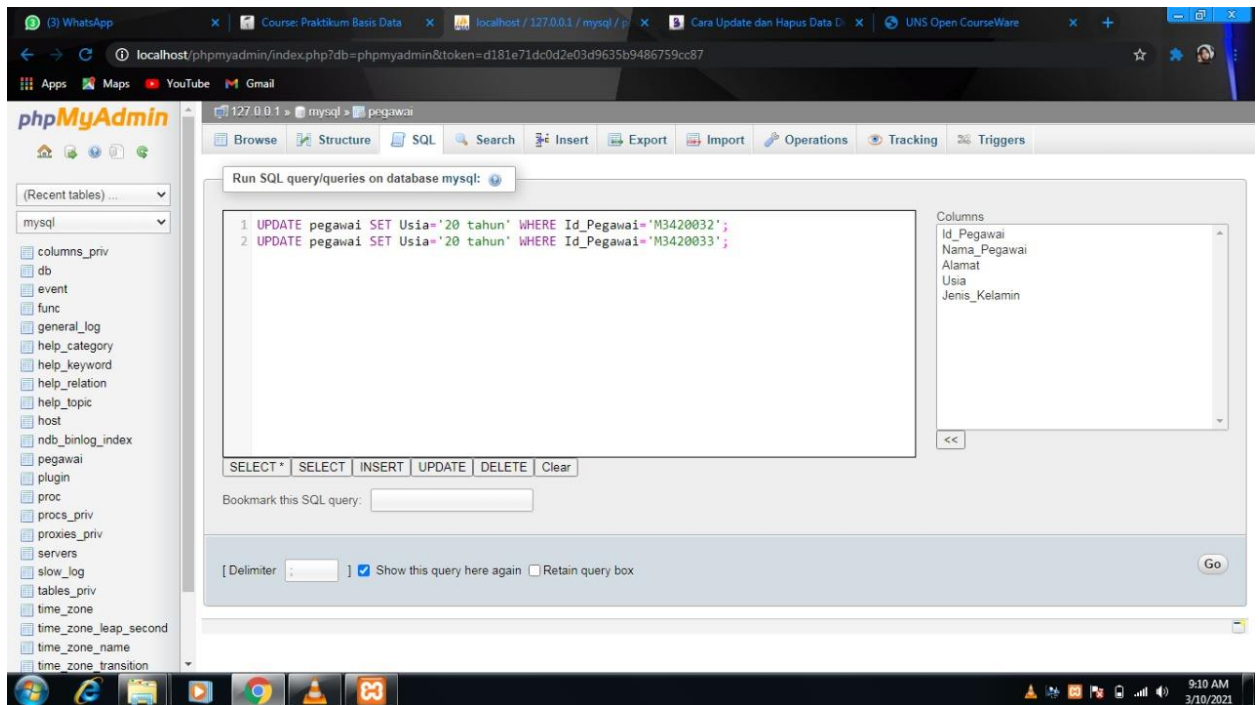 (3) WhatsApp
Course: Praktikum Basis Data
localhost / 127.0.0.1 / mysql / p
Cara Update dan Hapus Data D
UNS Open CourseWare
localhost/phpmyadmin/index.php?db=phpmyadmin&token=d181e71dc0d2e03d9635b9486759cc87
Apps Maps YouTube Gmail
phpMyAdmin
127.0.0.1 » mysql » pegawai
Browse Structure SQL Search Insert Export Import Operations Tracking Triggers
(Recent tables) ...
mysql
columns_priv
db
event
func
general_log
help_category
help_keyword
help_relation
help_topic
host
ndb_binlog_index
pegawai
plugin
proc
procs_priv
proxies_priv
servers
slow_log
tables_priv
time_zone
time_zone_leap_second
time_zone_name
time_zone_transition
Run SQL query/queries on database mysql:
1 UPDATE pegawai SET Usia='20 tahun' WHERE Id_Pegawai='M3420032';
2 UPDATE pegawai SET Usia='20 tahun' WHERE Id_Pegawai='M3420033';
Columns
Id_Pegawai
Nama_Pegawai
Alamat
Usia
Jenis_Kelamin
<<
SELECT * SELECT INSERT UPDATE DELETE Clear
Bookmark this SQL query:
[ Delimiter ; ] Show this query here again Retain query box
Go
9:10 AM
3/10/2021